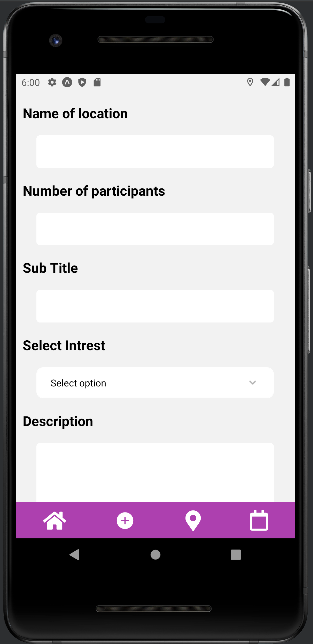 6:00
Name of location
Number of participants
Sub Title
Select Intrest
Select option
Description